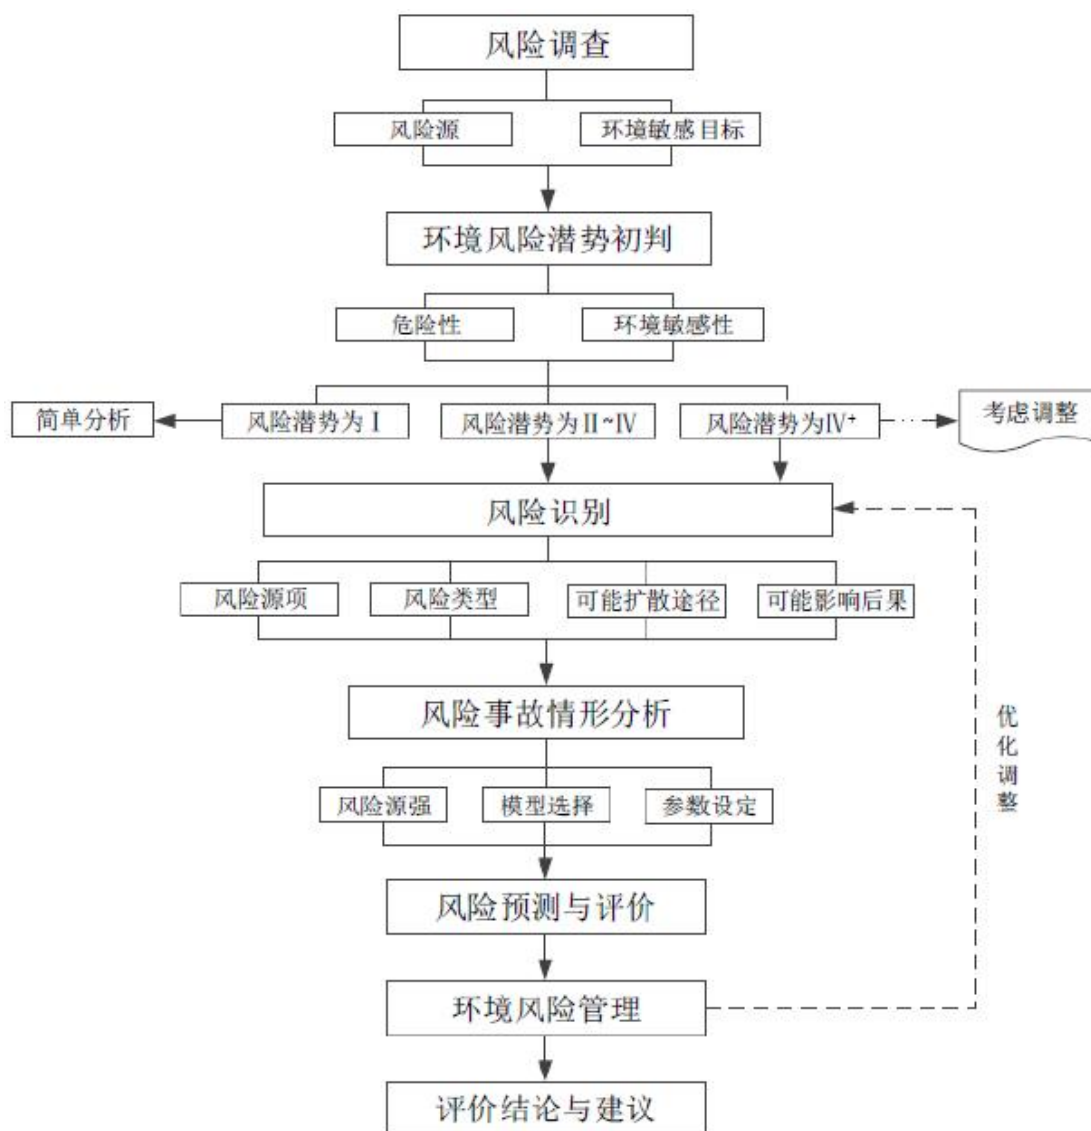 风险调查
风险源
环境敏感目标
环境风险潜势初判
危险性
环境敏感性
简单分析
风险潜势为Ⅰ
风险潜势为Ⅱ~Ⅳ
风险潜势为Ⅳ⁺
考虑调整
风险识别
风险源项
风险类型
可能扩散途径
可能影响后果
风险事故情形分析
优化调整
风险源强
模型选择
参数设定
风险预测与评价
环境风险管理
评价结论与建议